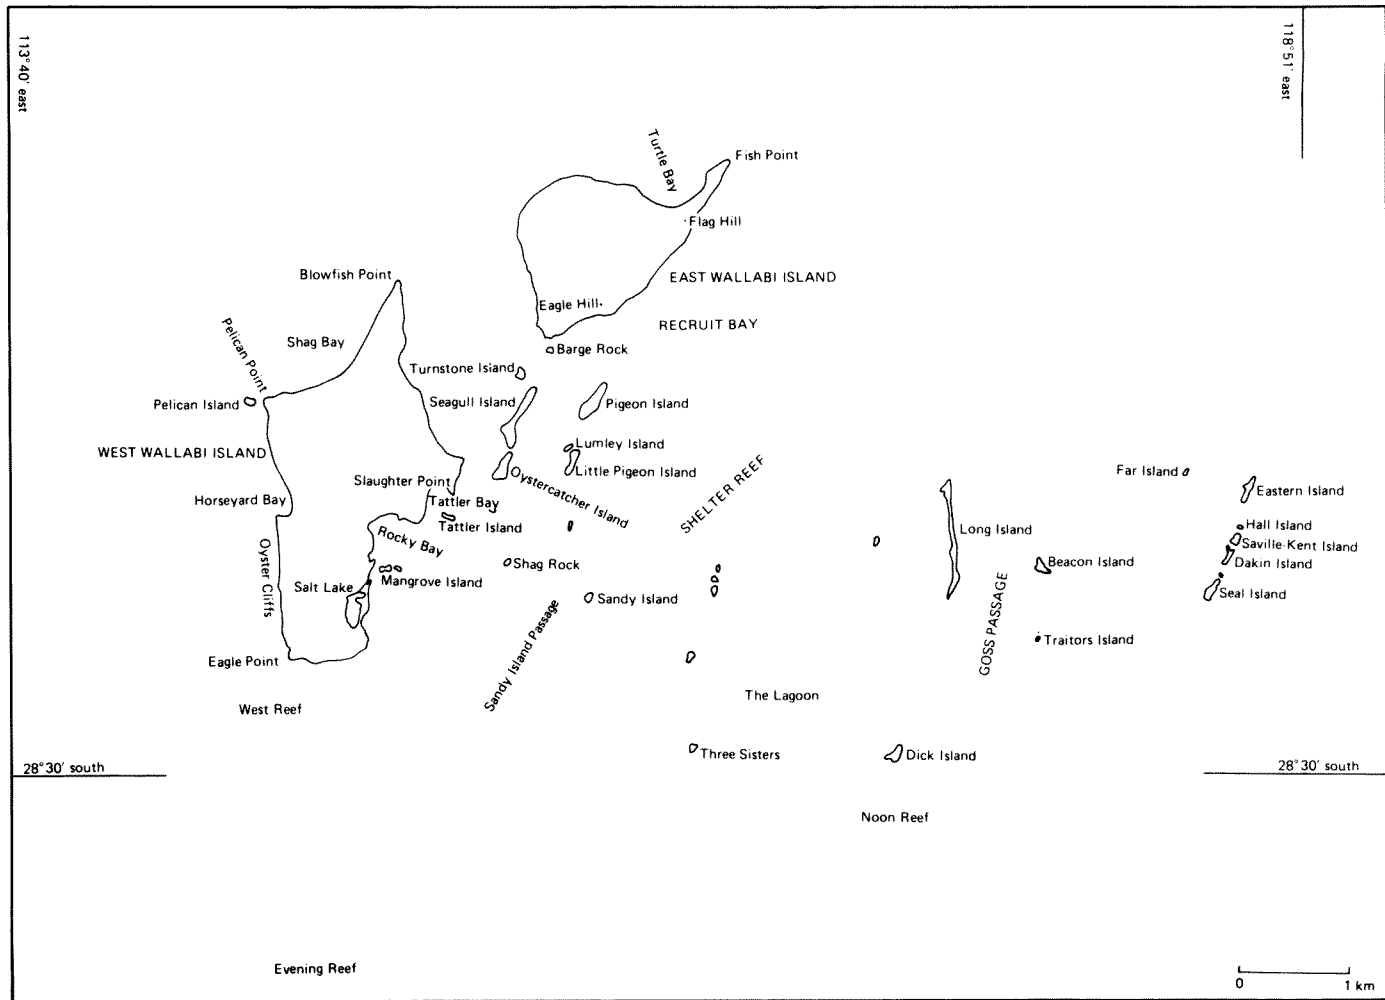 113°40' east
118°51' east
Turtle Bay
Fish Point
Flag Hill
Blowfish Point
EAST WALLABI ISLAND
Eagle Hill
RECRUIT BAY
Pelican Point
Shag Bay
Barge Rock
Turnstone Island
Pelican Island
Seagull Island
Pigeon Island
WEST WALLABI ISLAND
Lumley Island
Little Pigeon Island
Slaughter Point
Oystercatcher Island
SHELTER REEF
Far Island
Eastern Island
Horseyard Bay
Tattler Bay
Tattler Island
Long Island
Hall Island
Saville-Kent Island
Dakin Island
Oyster Cliffs
Rocky Bay
Shag Rock
Beacon Island
Salt Lake
Mangrove Island
Sandy Island
Seal Island
GOSS PASSAGE
Sandy Island Passage
Traitors Island
Eagle Point
The Lagoon
West Reef
Three Sisters
Dick Island
28°30' south
28°30' south
Noon Reef
Evening Reef
0
1 km